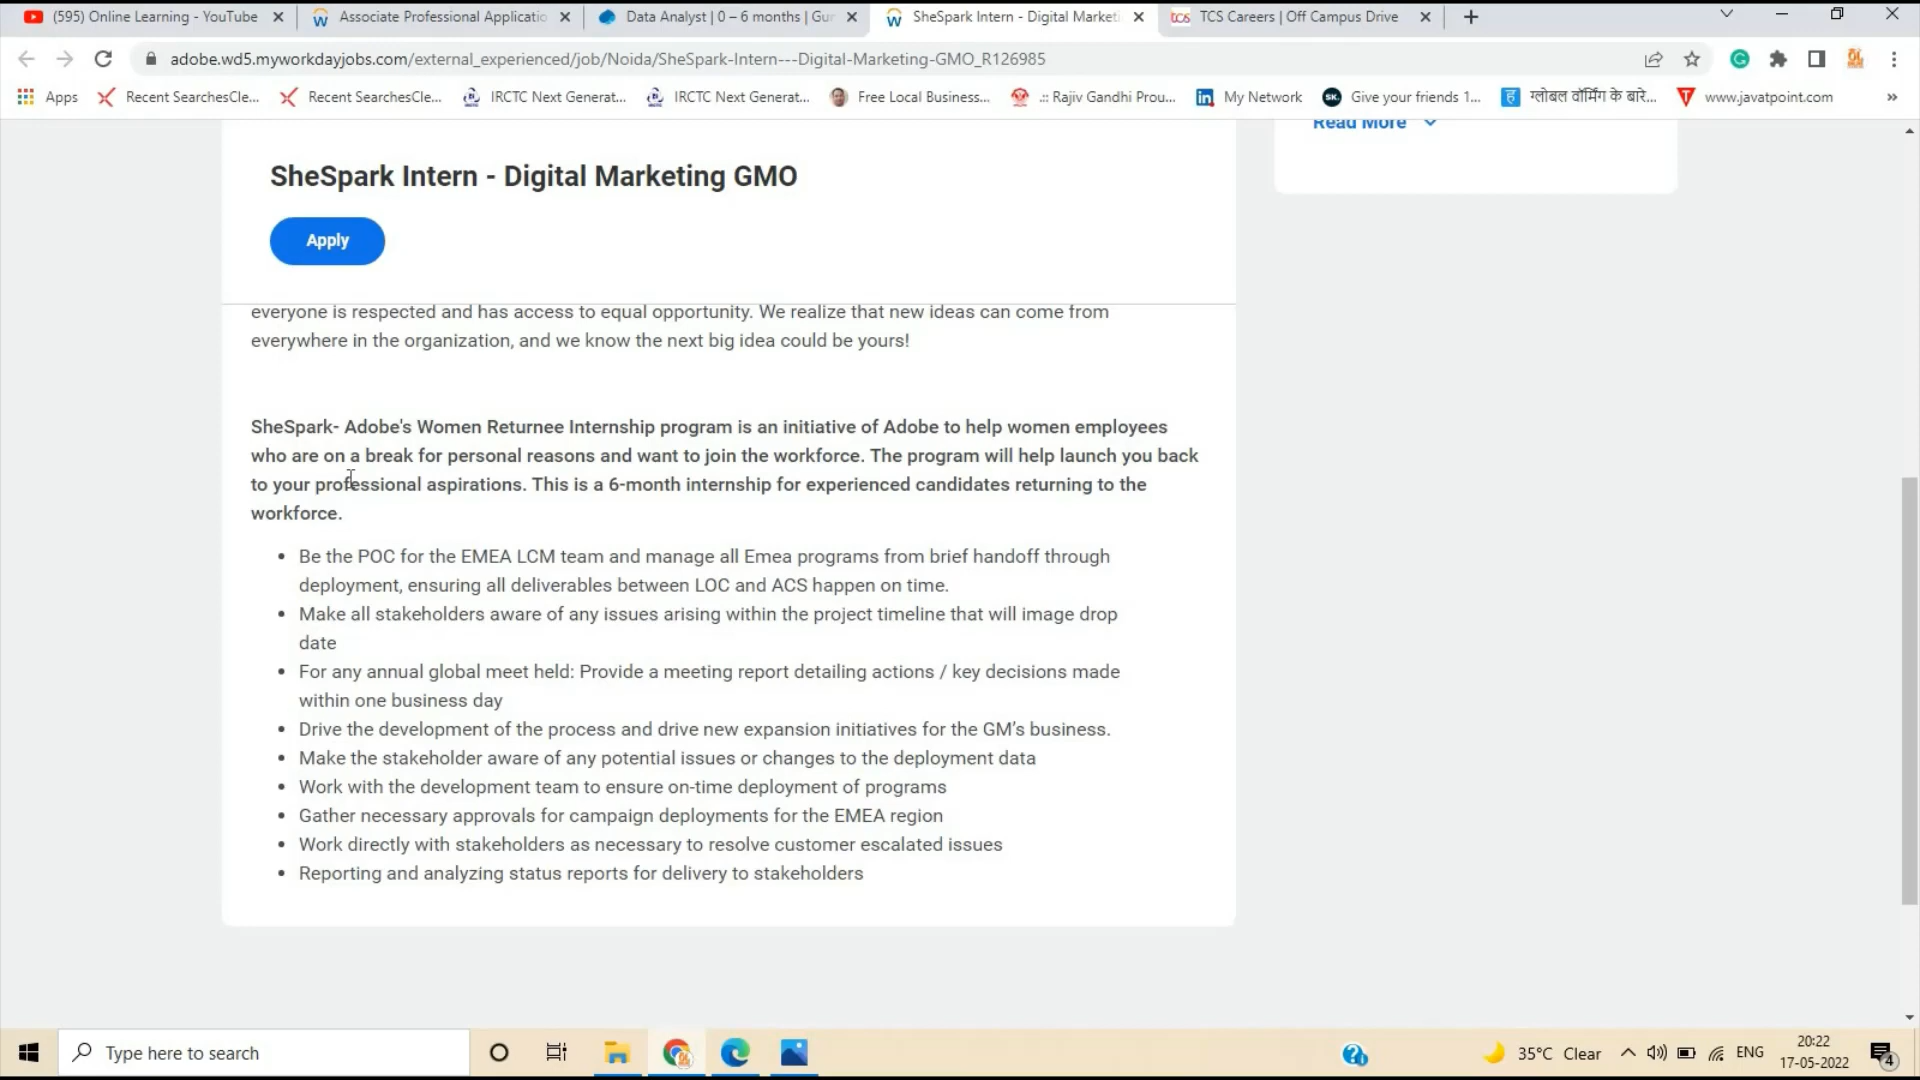 (595) Online Learning - YouTube
Associate Professional Applicatio
Data Analyst | 0 – 6 months | Gur
SheSpark Intern - Digital Marketi
tcs TCS Careers | Off Campus Drive
adobe.wd5.myworkdayjobs.com/external_experienced/job/Noida/SheSpark-Intern---Digital-Marketing-GMO_R126985
Apps
Recent SearchesCle...
Recent SearchesCle...
IRCTC Next Generat...
IRCTC Next Generat...
Free Local Business...
.:: Rajiv Gandhi Prou...
in My Network
SK. Give your friends 1...
ह ग्लोबल वॉर्मिंग के बारे...
www.javatpoint.com
»
Read More
SheSpark Intern - Digital Marketing GMO
Apply
everyone is respected and has access to equal opportunity. We realize that new ideas can come from
everywhere in the organization, and we know the next big idea could be yours!
SheSpark- Adobe's Women Returnee Internship program is an initiative of Adobe to help women employees
who are on a break for personal reasons and want to join the workforce. The program will help launch you back
to your professional aspirations. This is a 6-month internship for experienced candidates returning to the
workforce.
• Be the POC for the EMEA LCM team and manage all Emea programs from brief handoff through
deployment, ensuring all deliverables between LOC and ACS happen on time.
• Make all stakeholders aware of any issues arising within the project timeline that will image drop
date
• For any annual global meet held: Provide a meeting report detailing actions / key decisions made
within one business day
• Drive the development of the process and drive new expansion initiatives for the GM’s business.
• Make the stakeholder aware of any potential issues or changes to the deployment data
• Work with the development team to ensure on-time deployment of programs
• Gather necessary approvals for campaign deployments for the EMEA region
• Work directly with stakeholders as necessary to resolve customer escalated issues
• Reporting and analyzing status reports for delivery to stakeholders
Type here to search
35°C Clear
ENG
20:22
17-05-2022
4